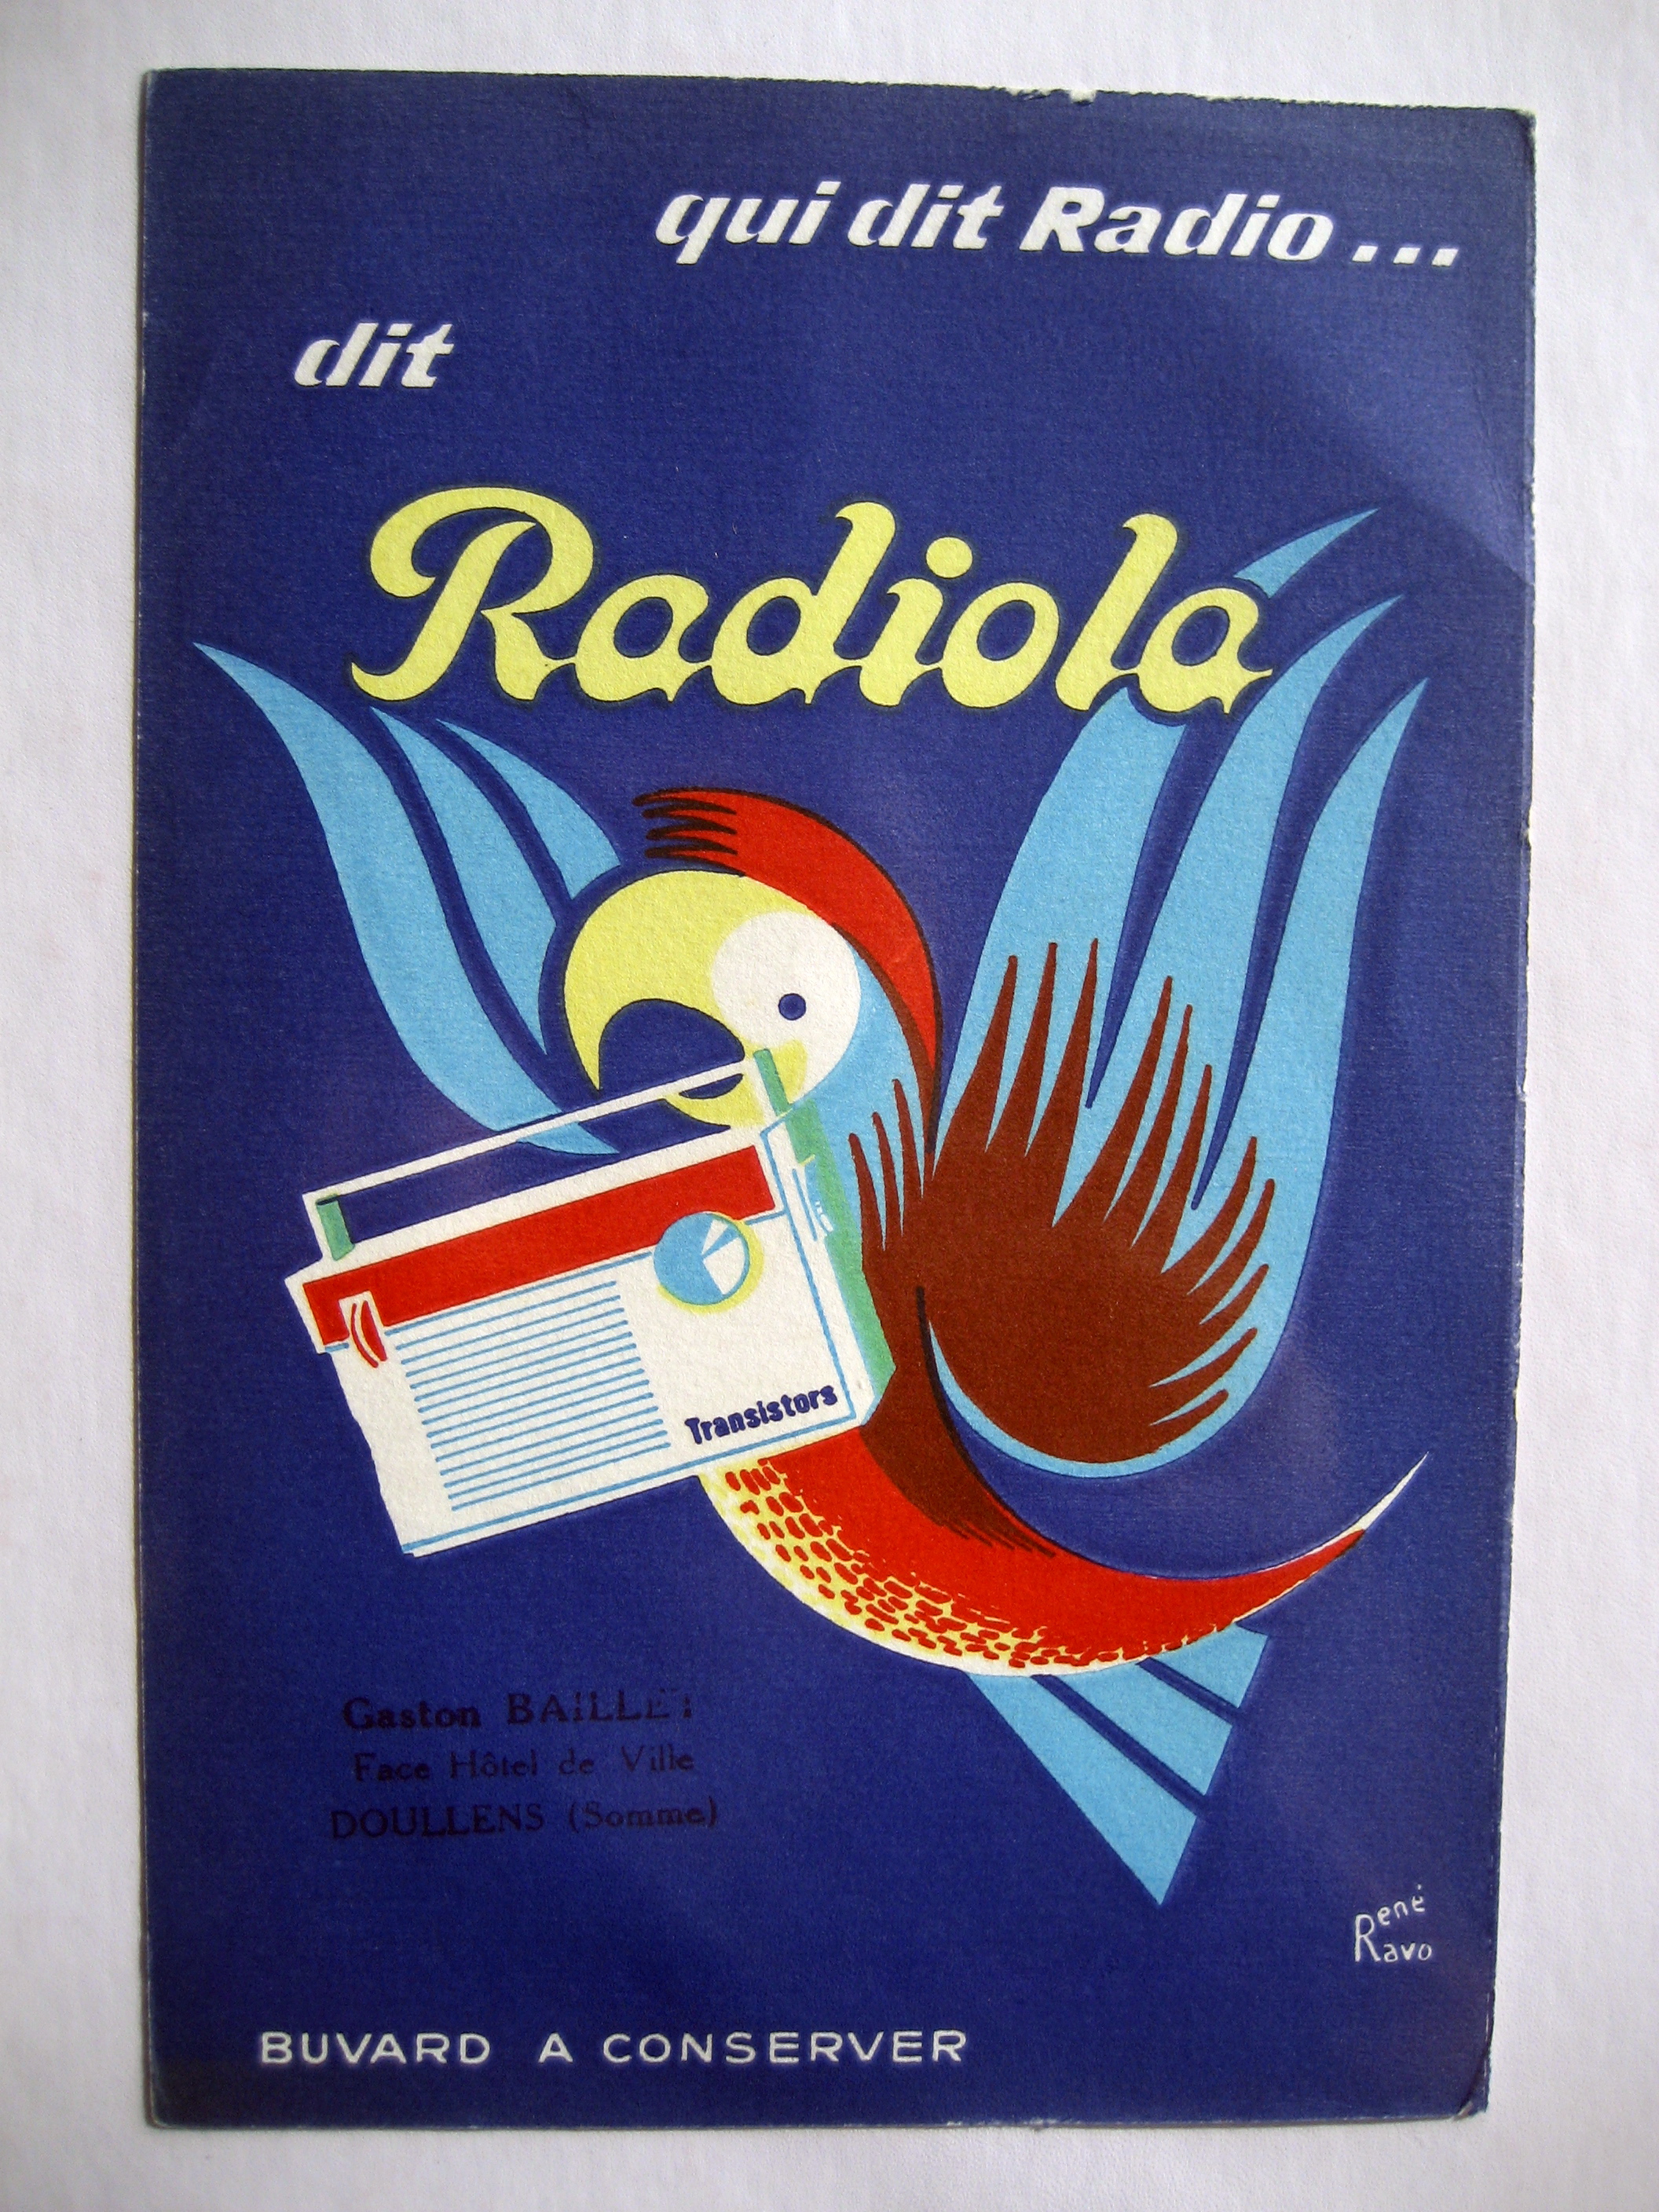 qui dit Radio...
dit
Radiola
Transistors
Gaston BAILLET
Face Hôtel de Ville
DOULLENS (Somme)
René
Ravo
BUVARD A CONSERVER